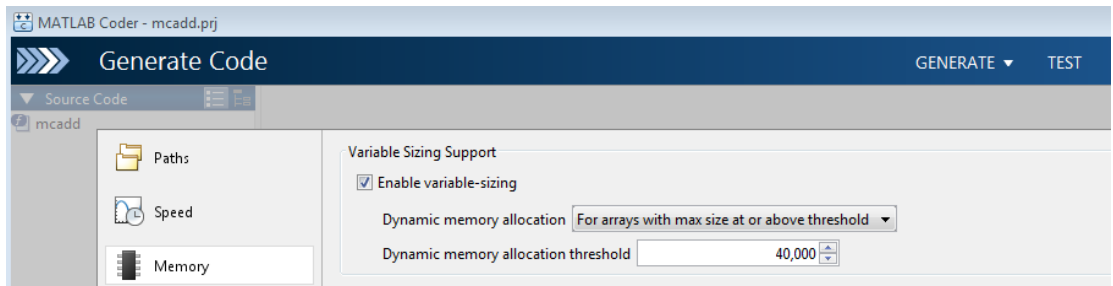 MATLAB Coder - mcadd.prj
Generate Code
GENERATE TEST
Source Code
mcadd
Paths
Speed
Memory
Variable Sizing Support
Enable variable-sizing
Dynamic memory allocation For arrays with max size at or above threshold
Dynamic memory allocation threshold 40,000